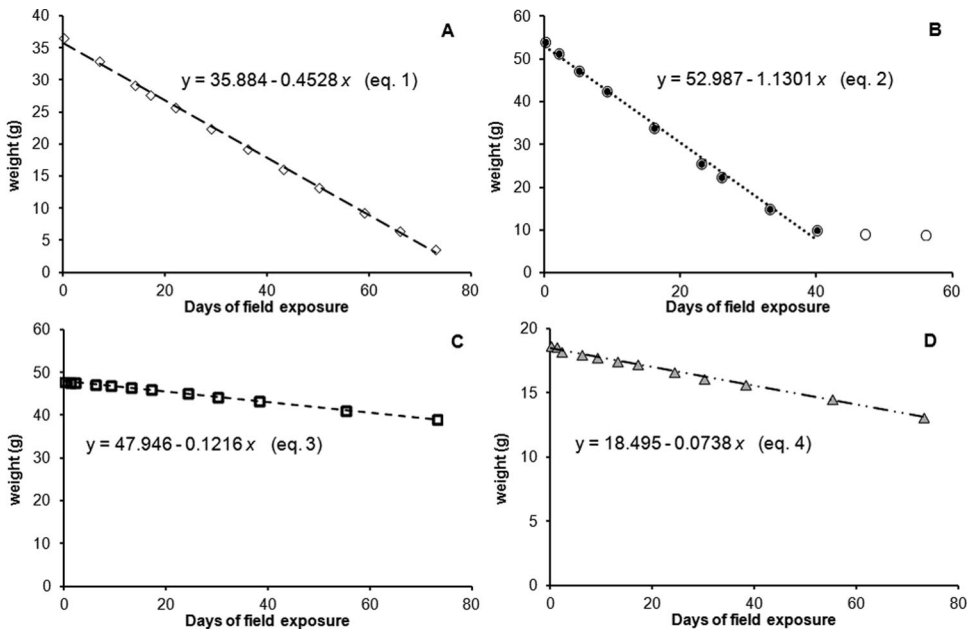 A
y = 35.884 - 0.4528 x (eq. 1)
weight (g)
40
35
30
25
20
15
10
5
0
0 20 40 60 80
Days of field exposure
B
y = 52.987 - 1.1301 x (eq. 2)
weight (g)
60
50
40
30
20
10
0
0 20 40 60
Days of field exposure
C
y = 47.946 - 0.1216 x (eq. 3)
weight (g)
60
50
40
30
20
10
0
0 20 40 60 80
Days of field exposure
D
y = 18.495 - 0.0738 x (eq. 4)
weight (g)
20
15
10
5
0
0 20 40 60 80
Days of field exposure